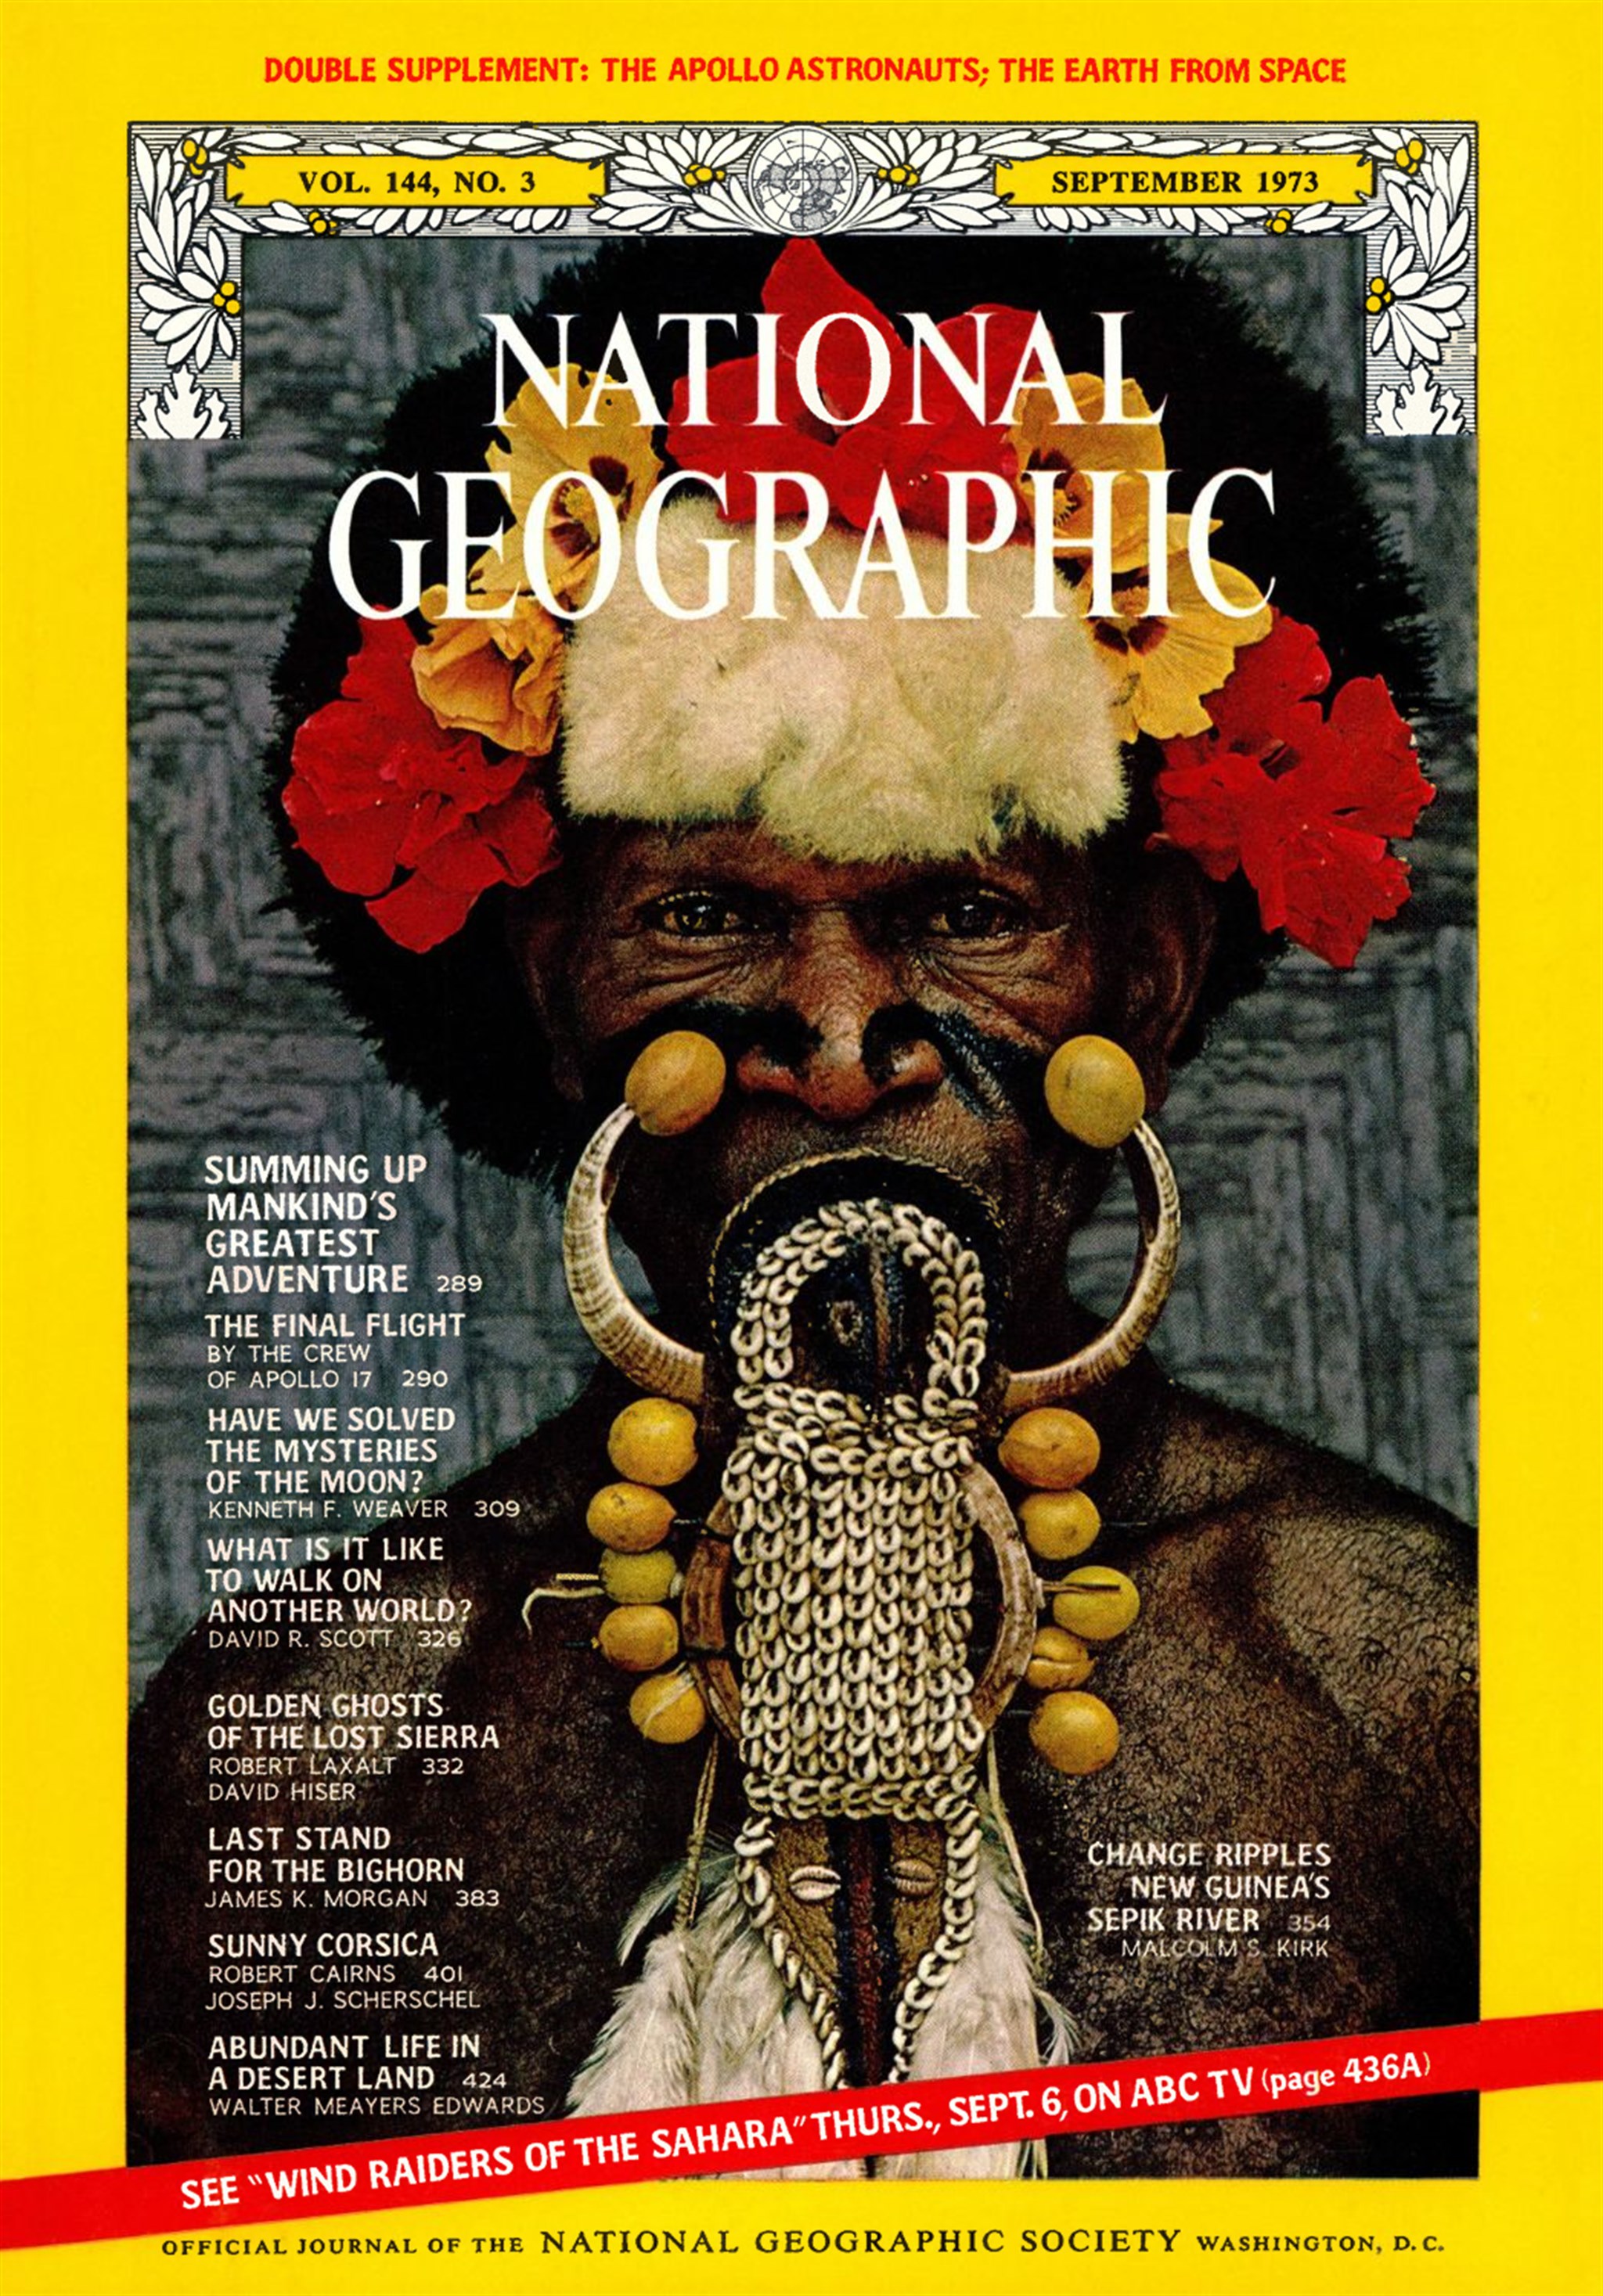 DOUBLE SUPPLEMENT: THE APOLLO ASTRONAUTS; THE EARTH FROM SPACE
VOL. 144, NO. 3
SEPTEMBER 1973
NATIONAL
GEOGRAPHIC
SUMMING UP
MANKIND'S
GREATEST
ADVENTURE 289
THE FINAL FLIGHT
BY THE CREW
OF APOLLO 17 290
HAVE WE SOLVED
THE MYSTERIES
OF THE MOON?
KENNETH F. WEAVER 309
WHAT IS IT LIKE
TO WALK ON
ANOTHER WORLD?
DAVID R. SCOTT 326
GOLDEN GHOSTS
OF THE LOST SIERRA
ROBERT LAXALT 332
DAVID HISER
LAST STAND
FOR THE BIGHORN
JAMES K. MORGAN 383
SUNNY CORSICA
ROBERT CAIRNS 401
JOSEPH J. SCHERSCHEL
ABUNDANT LIFE IN
A DESERT LAND 424
WALTER MEAYERS EDWARDS
CHANGE RIPPLES
NEW GUINEA'S
SEPIK RIVER 354
MALCOLM S. KIRK
SEE "WIND RAIDERS OF THE SAHARA" THURS., SEPT. 6, ON ABC TV (page 436A)
OFFICIAL JOURNAL OF THE NATIONAL GEOGRAPHIC SOCIETY WASHINGTON, D.C.